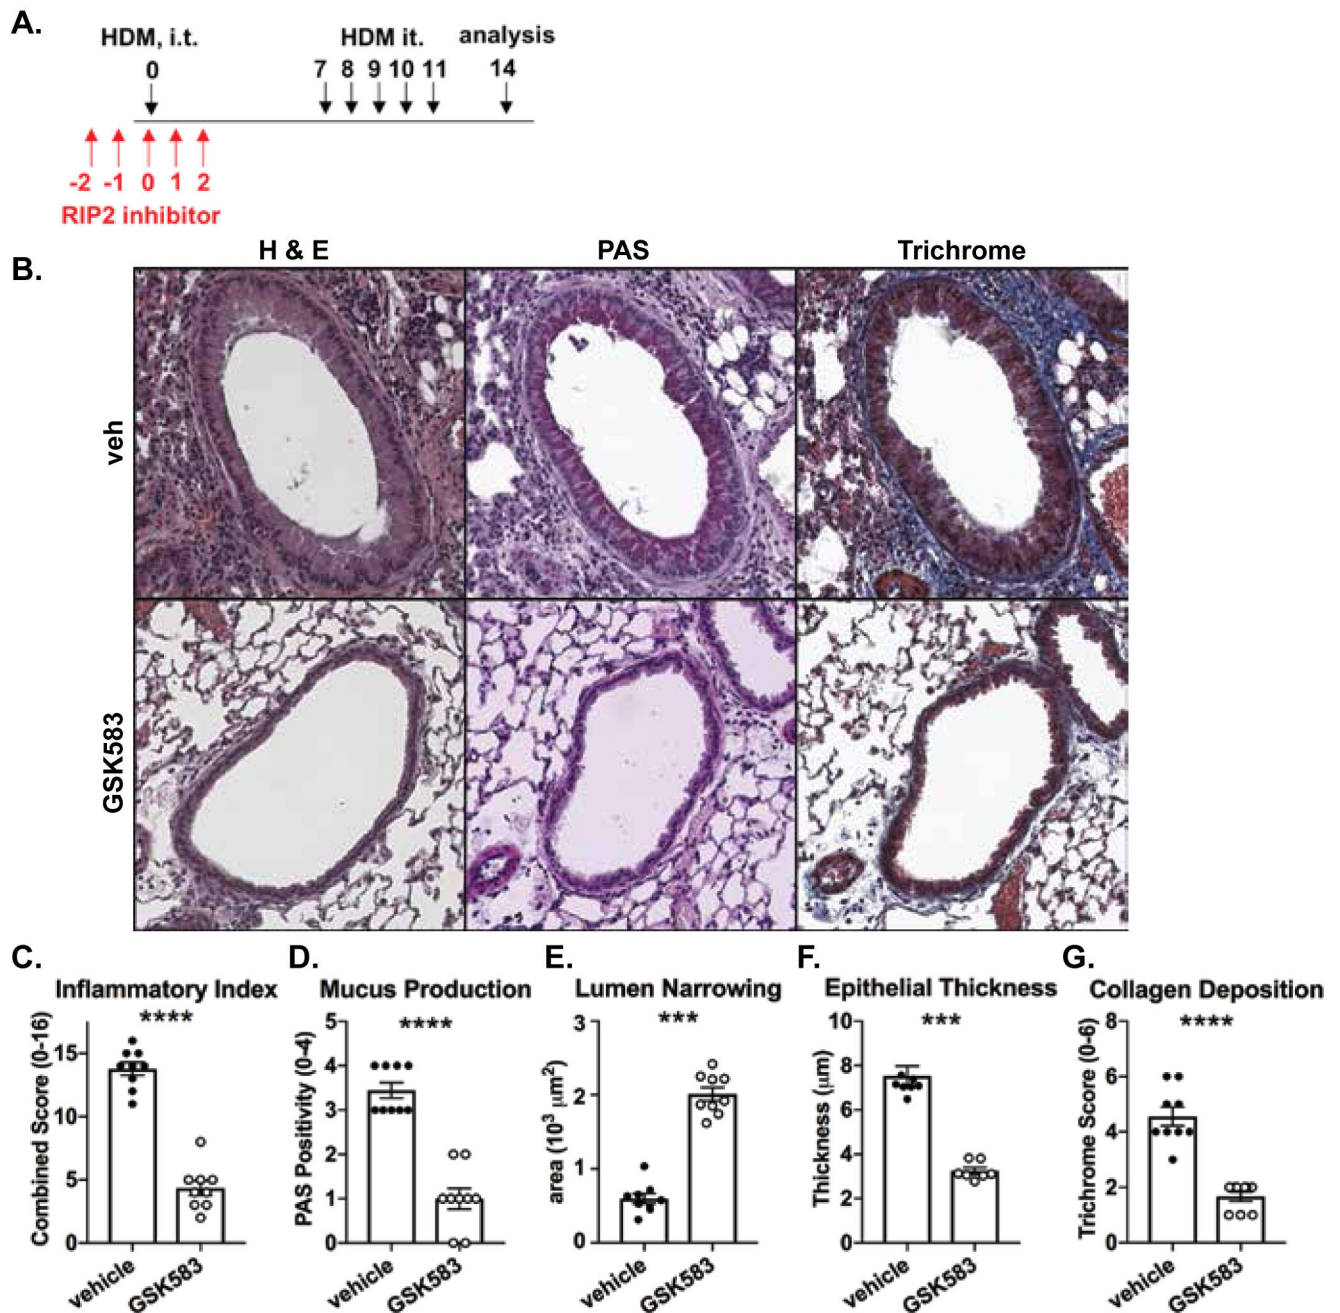 A.
HDM, i.t. HDM it. analysis
0 7 8 9 10 11 14
-2 -1 0 1 2
RIP2 inhibitor
B.
H & E PAS Trichrome
veh
GSK583
C. D. E. F. G.
Inflammatory Index
****
Combined Score (0-16)
15
10
5
0
vehicle
GSK583
Mucus Production
****
PAS Positivity (0-4)
5
4
3
2
1
0
vehicle
GSK583
Lumen Narrowing
***
area (10³ μm²)
3
2
1
0
vehicle
GSK583
Epithelial Thickness
***
Thickness (μm)
10
8
6
4
2
0
vehicle
GSK583
Collagen Deposition
****
Trichrome Score (0-6)
8
6
4
2
0
vehicle
GSK583